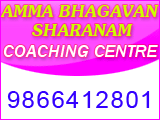 AMMA BHAGAVAN
SHARANAM
COACHING CENTRE
9866412801